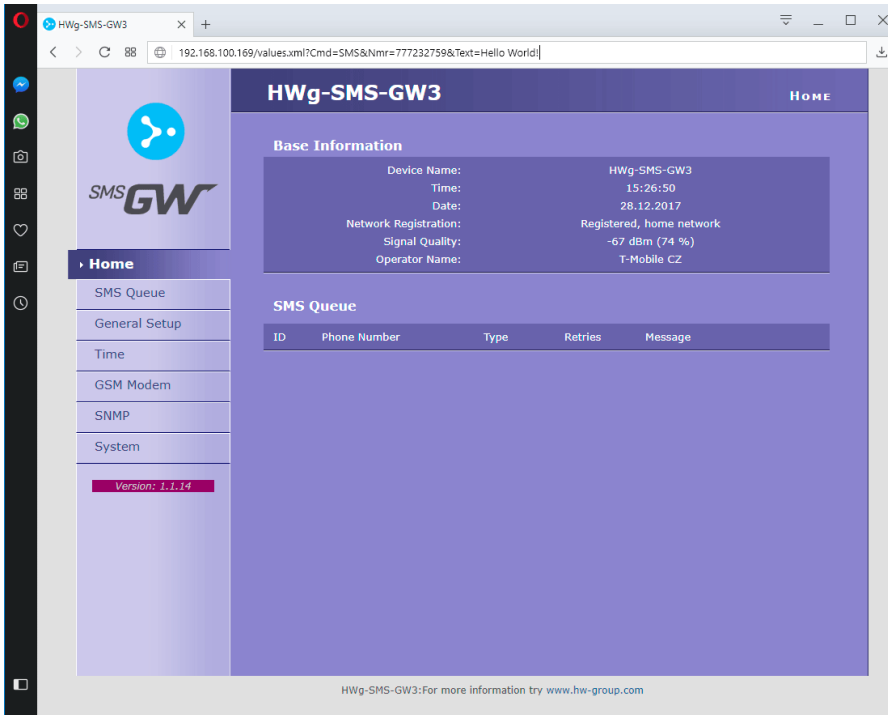 HWg-SMS-GW3
192.168.100.169/values.xml?Cmd=SMS&Nmr=777232759&Text=Hello World!
HWg-SMS-GW3
HOME
SMS GW
Base Information
Device Name: HWg-SMS-GW3
Time: 15:26:50
Date: 28.12.2017
Network Registration: Registered, home network
Signal Quality: -67 dBm (74 %)
Operator Name: T-Mobile CZ
Home
SMS Queue
General Setup
Time
GSM Modem
SNMP
System
Version: 1.1.14
SMS Queue
ID Phone Number Type Retries Message
HWg-SMS-GW3:For more information try www.hw-group.com